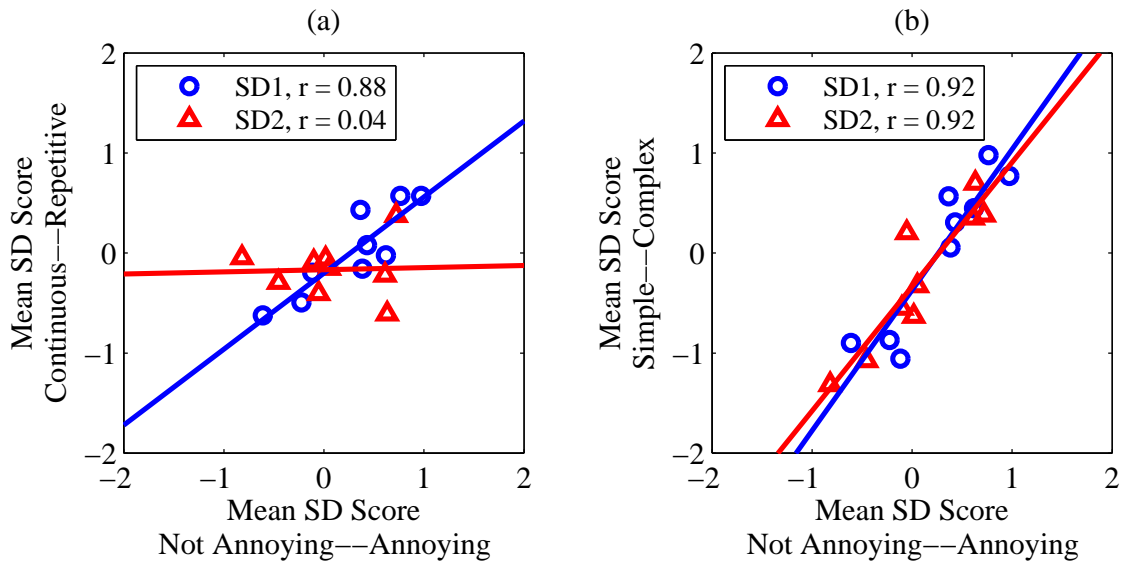 (a)
2
1
0
−1
−2
−2
−1
0
1
2
SD1, r = 0.88
SD2, r = 0.04
Mean SD Score
Continuous−−Repetitive
Mean SD Score
Not Annoying−−Annoying
(b)
2
1
0
−1
−2
−2
−1
0
1
2
SD1, r = 0.92
SD2, r = 0.92
Mean SD Score
Simple−−Complex
Mean SD Score
Not Annoying−−Annoying